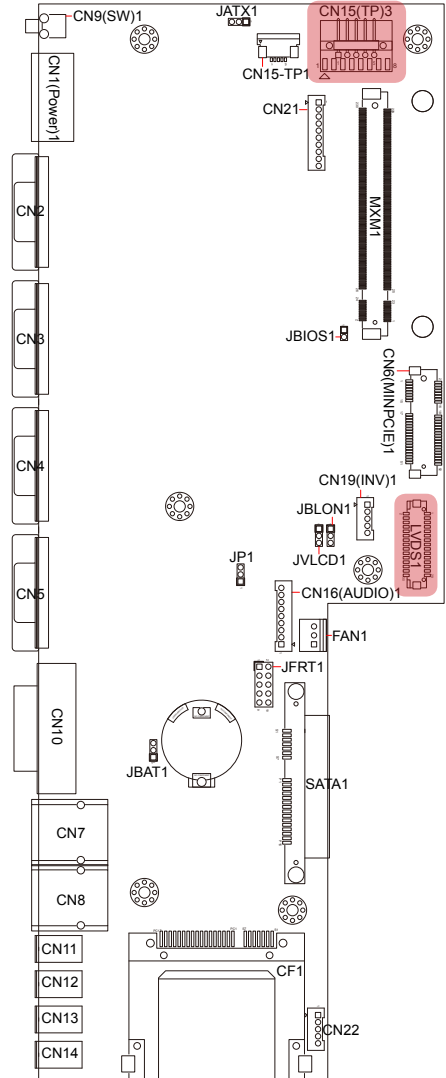 CN9(SW)1
JATX1
CN15(TP)3
CN15-TP1
1
8
CN1(Power)1
CN21
CN2
MXM1
CN3
JBIOS1
CN6(MINPCIE)1
CN4
CN19(INV)1
JBLON1
LVDS1
JVLCD1
JP1
CN5
CN16(AUDIO)1
FAN1
JFRT1
CN10
JBAT1
SATA1
CN7
CN8
CN11
CF1
CN12
CN13
CN22
CN14